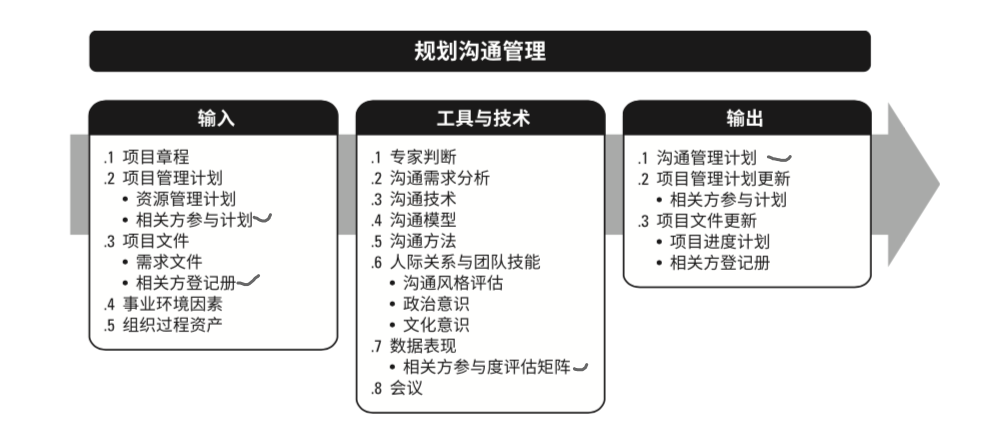 规划沟通管理
输入
.1 项目章程
.2 项目管理计划
• 资源管理计划
• 相关方参与计划
.3 项目文件
• 需求文件
• 相关方登记册
.4 事业环境因素
.5 组织过程资产
工具与技术
.1 专家判断
.2 沟通需求分析
.3 沟通技术
.4 沟通模型
.5 沟通方法
.6 人际关系与团队技能
• 沟通风格评估
• 政治意识
• 文化意识
.7 数据表现
• 相关方参与度评估矩阵
.8 会议
输出
.1 沟通管理计划
.2 项目管理计划更新
• 相关方参与计划
.3 项目文件更新
• 项目进度计划
• 相关方登记册